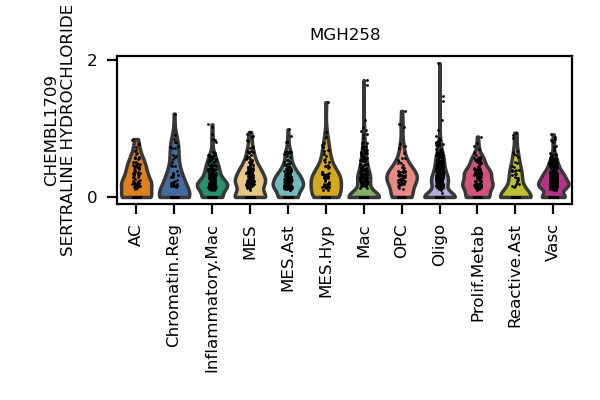 MGH258
CHEMBL1709
SERTRALINE HYDROCHLORIDE
2
0
AC
Chromatin.Reg
Inflammatory.Mac
MES
MES.Ast
MES.Hyp
Mac
OPC
Oligo
Prolif.Metab
Reactive.Ast
Vasc